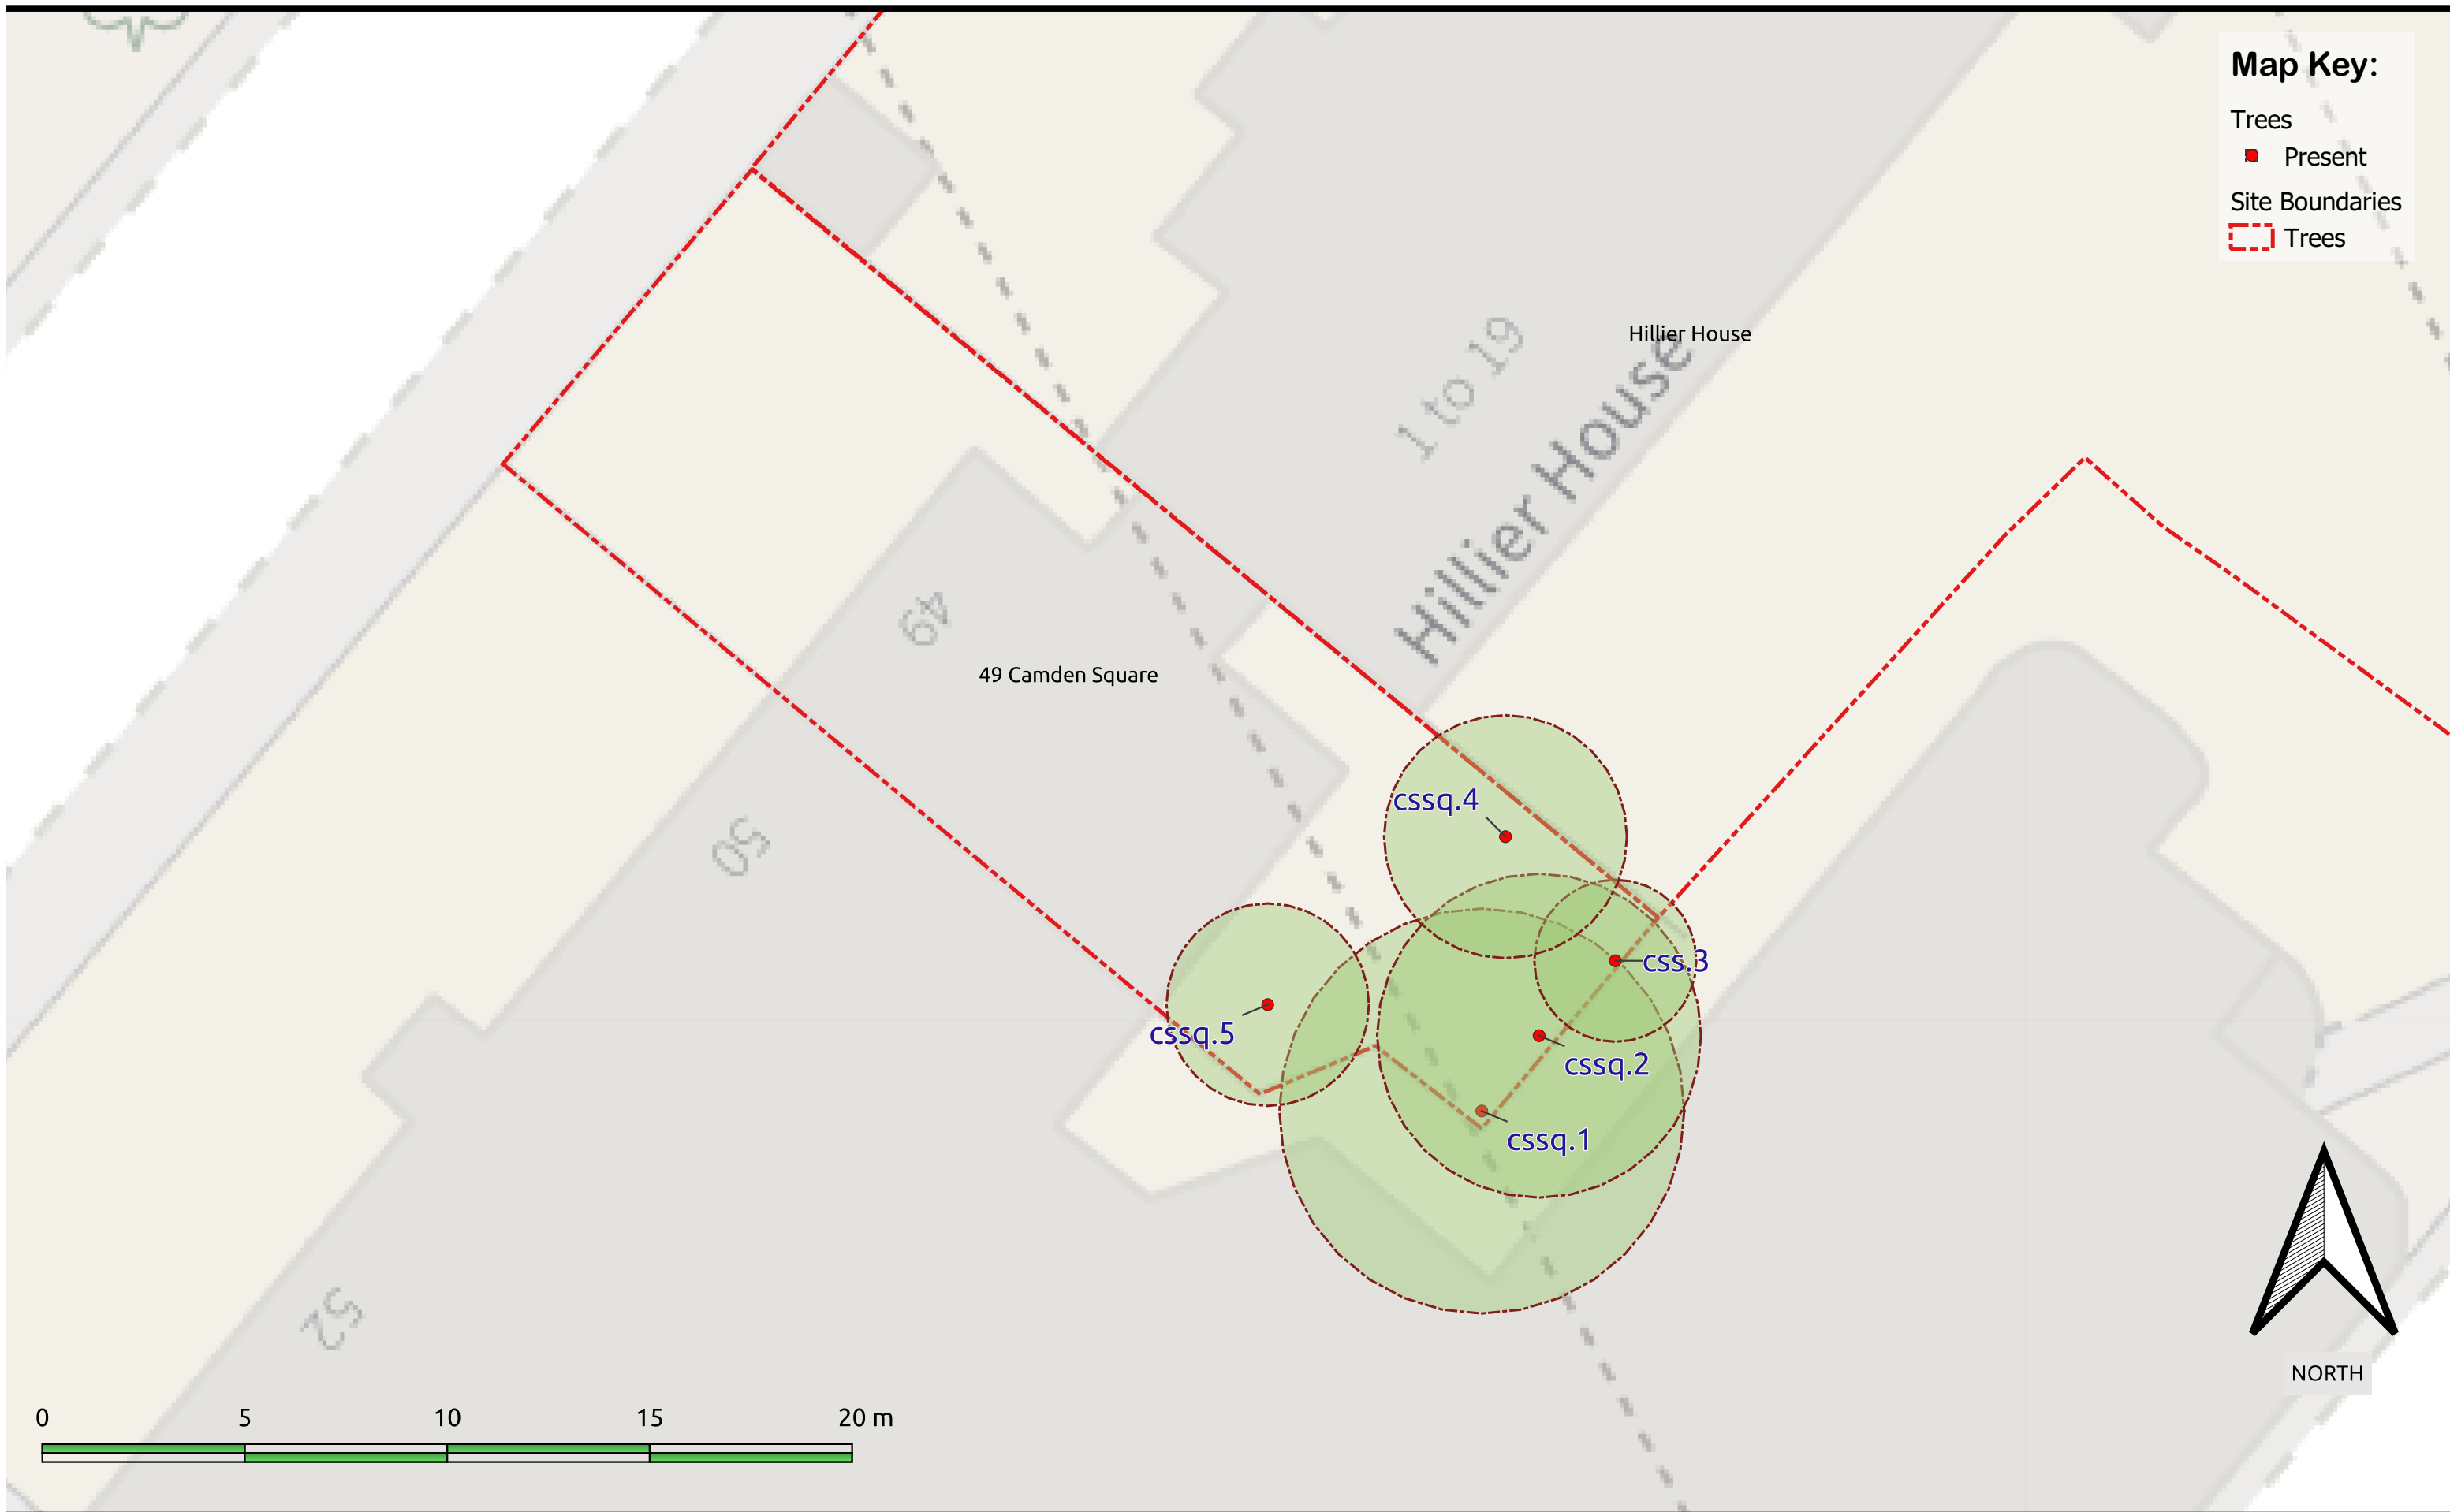 Map Key:
Trees
Present
Site Boundaries
Trees
Hillier House
1 to 19
Hillier House
49
49 Camden Square
50
cssq.4
css.3
cssq.5
cssq.2
cssq.1
52
NORTH
0 5 10 15 20 m